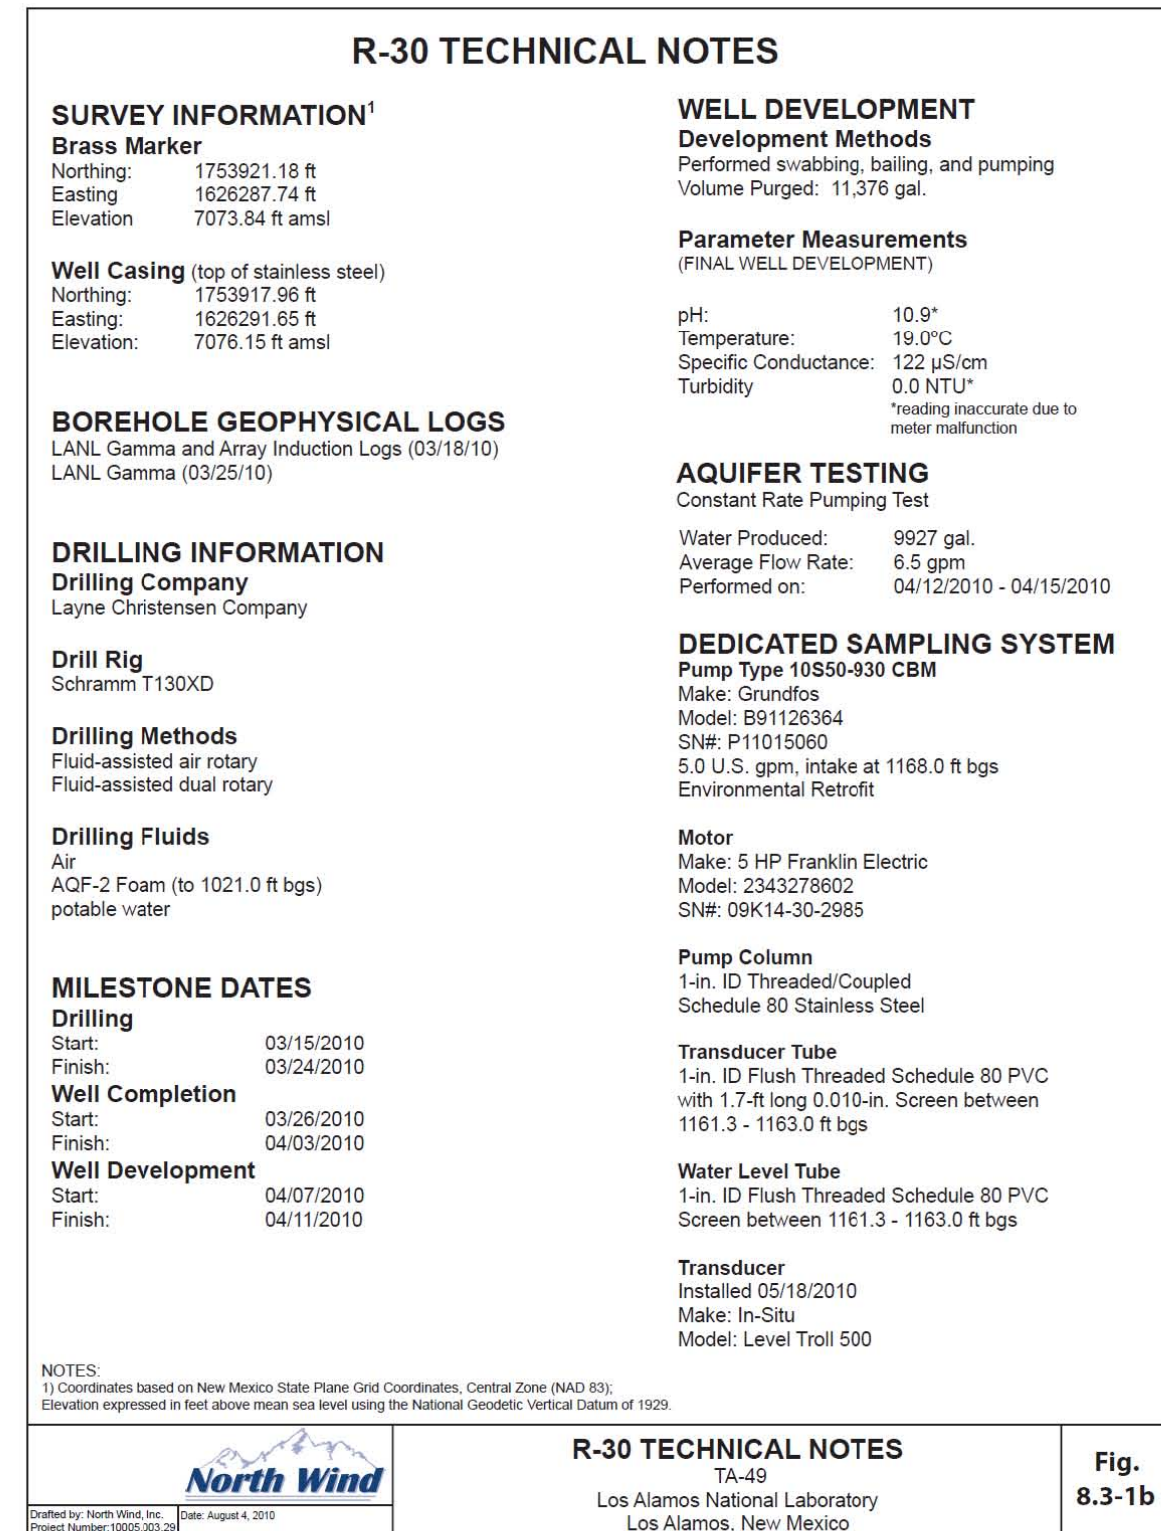 R-30 TECHNICAL NOTES
SURVEY INFORMATION1
Brass Marker
Northing: 1753921.18 ft
Easting 1626287.74 ft
Elevation 7073.84 ft amsl
Well Casing (top of stainless steel)
Northing: 1753917.96 ft
Easting: 1626291.65 ft
Elevation: 7076.15 ft amsl
BOREHOLE GEOPHYSICAL LOGS
LANL Gamma and Array Induction Logs (03/18/10)
LANL Gamma (03/25/10)
DRILLING INFORMATION
Drilling Company
Layne Christensen Company
Drill Rig
Schramm T130XD
Drilling Methods
Fluid-assisted air rotary
Fluid-assisted dual rotary
Drilling Fluids
Air
AQF-2 Foam (to 1021.0 ft bgs)
potable water
MILESTONE DATES
Drilling
Start: 03/15/2010
Finish: 03/24/2010
Well Completion
Start: 03/26/2010
Finish: 04/03/2010
Well Development
Start: 04/07/2010
Finish: 04/11/2010
WELL DEVELOPMENT
Development Methods
Performed swabbing, bailing, and pumping
Volume Purged: 11,376 gal.
Parameter Measurements
(FINAL WELL DEVELOPMENT)
pH: 10.9*
Temperature: 19.0°C
Specific Conductance: 122 µS/cm
Turbidity 0.0 NTU*
*reading inaccurate due to
meter malfunction
AQUIFER TESTING
Constant Rate Pumping Test
Water Produced: 9927 gal.
Average Flow Rate: 6.5 gpm
Performed on: 04/12/2010 - 04/15/2010
DEDICATED SAMPLING SYSTEM
Pump Type 10S50-930 CBM
Make: Grundfos
Model: B91126364
SN#: P11015060
5.0 U.S. gpm, intake at 1168.0 ft bgs
Environmental Retrofit
Motor
Make: 5 HP Franklin Electric
Model: 2343278602
SN#: 09K14-30-2985
Pump Column
1-in. ID Threaded/Coupled
Schedule 80 Stainless Steel
Transducer Tube
1-in. ID Flush Threaded Schedule 80 PVC
with 1.7-ft long 0.010-in. Screen between
1161.3 - 1163.0 ft bgs
Water Level Tube
1-in. ID Flush Threaded Schedule 80 PVC
Screen between 1161.3 - 1163.0 ft bgs
Transducer
Installed 05/18/2010
Make: In-Situ
Model: Level Troll 500
NOTES:
1) Coordinates based on New Mexico State Plane Grid Coordinates, Central Zone (NAD 83);
Elevation expressed in feet above mean sea level using the National Geodetic Vertical Datum of 1929.
North Wind
Drafted by: North Wind, Inc. Date: August 4, 2010
Project Number:10005.003.29
R-30 TECHNICAL NOTES
TA-49
Los Alamos National Laboratory
Los Alamos, New Mexico
Fig.
8.3-1b